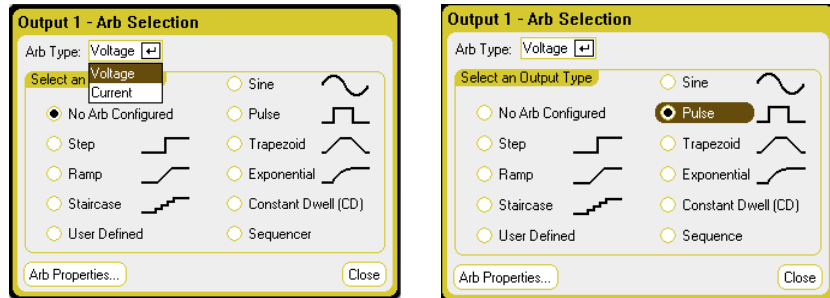 Output 1 - Arb Selection
Arb Type: Voltage
Voltage
Current
Select an
No Arb Configured
Step
Ramp
Staircase
User Defined
Sine
Pulse
Trapezoid
Exponential
Constant Dwell (CD)
Sequencer
Arb Properties...
Close
Output 1 - Arb Selection
Arb Type: Voltage
Select an Output Type
No Arb Configured
Step
Ramp
Staircase
User Defined
Sine
Pulse
Trapezoid
Exponential
Constant Dwell (CD)
Sequence
Arb Properties...
Close